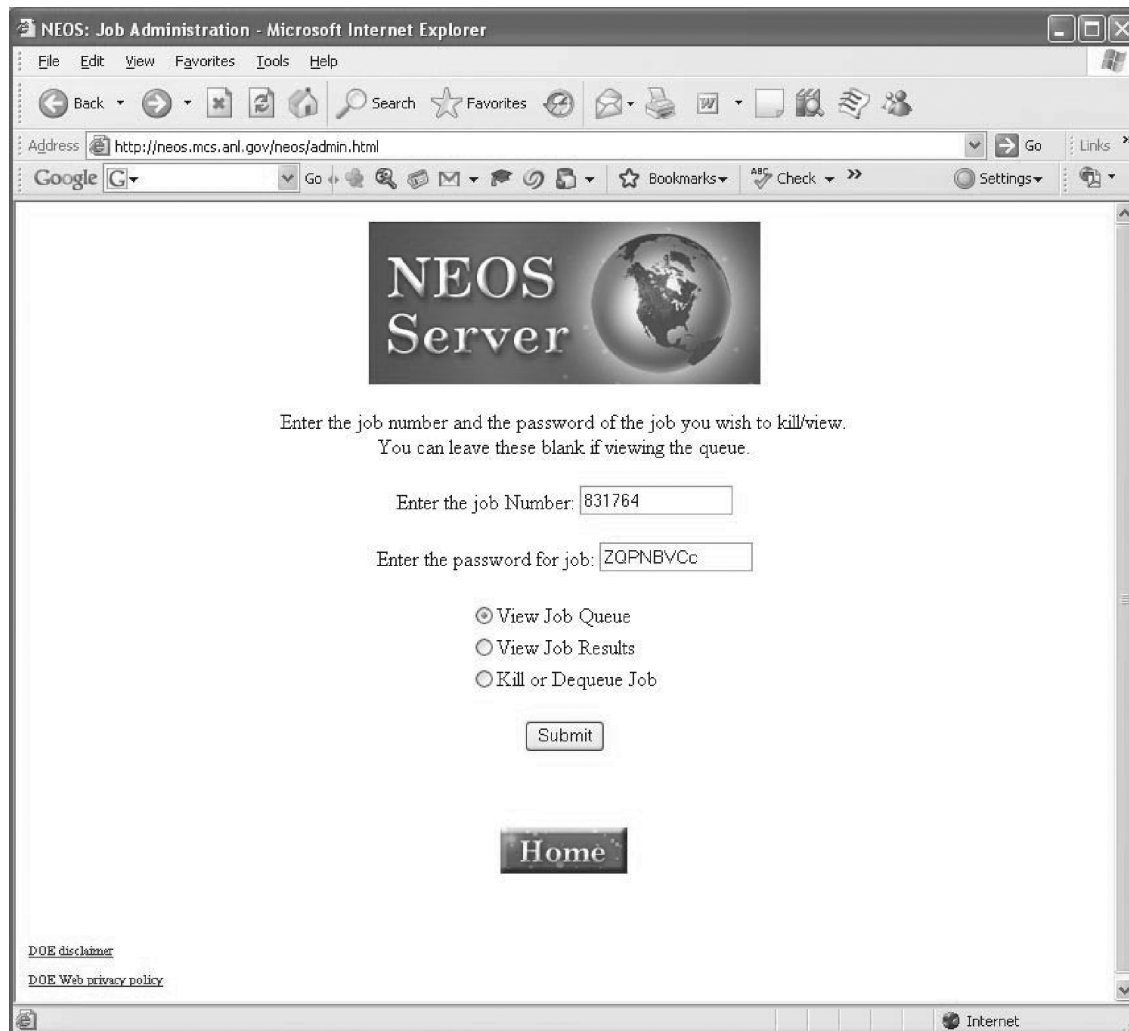 NEOS: Job Administration - Microsoft Internet Explorer
File Edit View Favorites Tools Help
Back Search Favorites W
Address http://neos.mcs.anl.gov/neos/admin.html Go Links »
Google G Go Bookmarks ABC Check » Settings
NEOS
Server
Enter the job number and the password of the job you wish to kill/view.
You can leave these blank if viewing the queue.
Enter the job Number: 831764
Enter the password for job: ZQPNBVCc
View Job Queue
View Job Results
Kill or Dequeue Job
Submit
Home
DOE disclaimer
DOE Web privacy policy
Internet